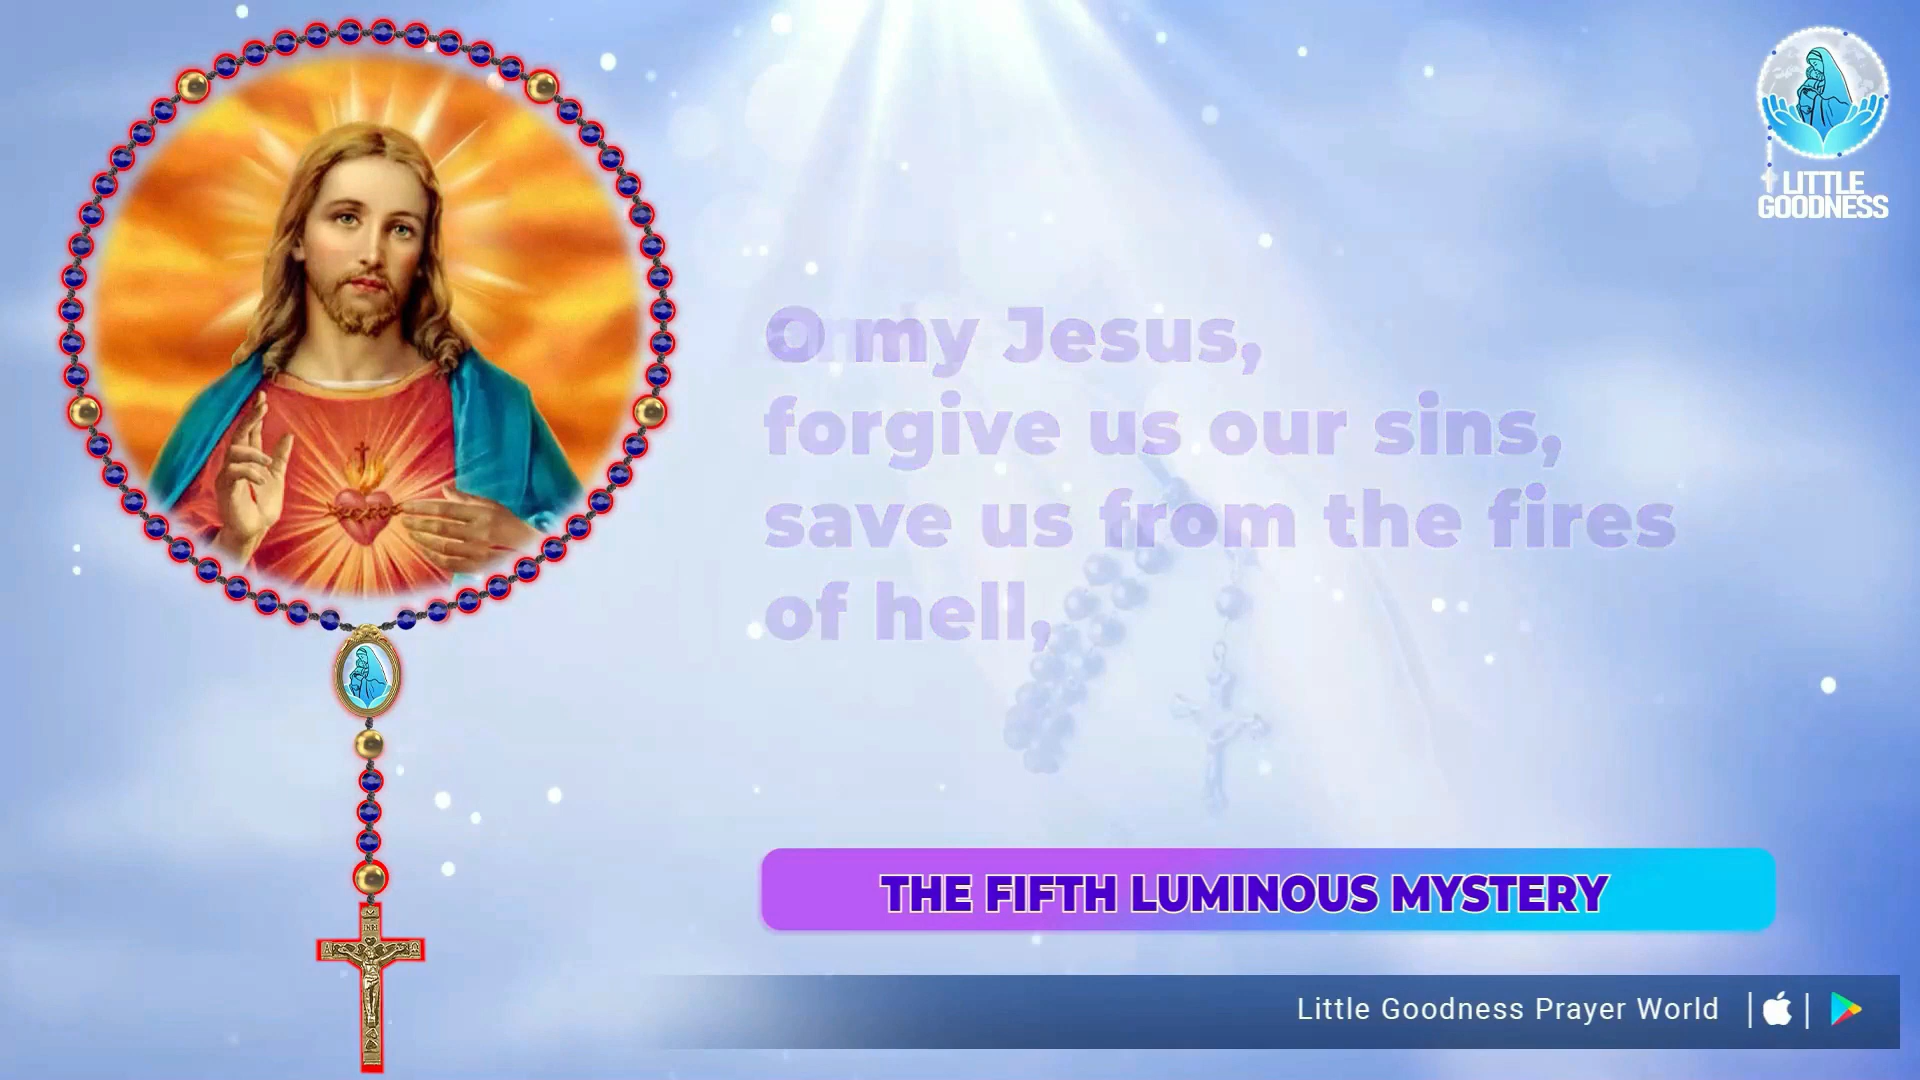 LITTLE
GOODNESS
O my Jesus,
forgive us our sins,
save us from the fires
of hell,
THE FIFTH LUMINOUS MYSTERY
Little Goodness Prayer World
INRI